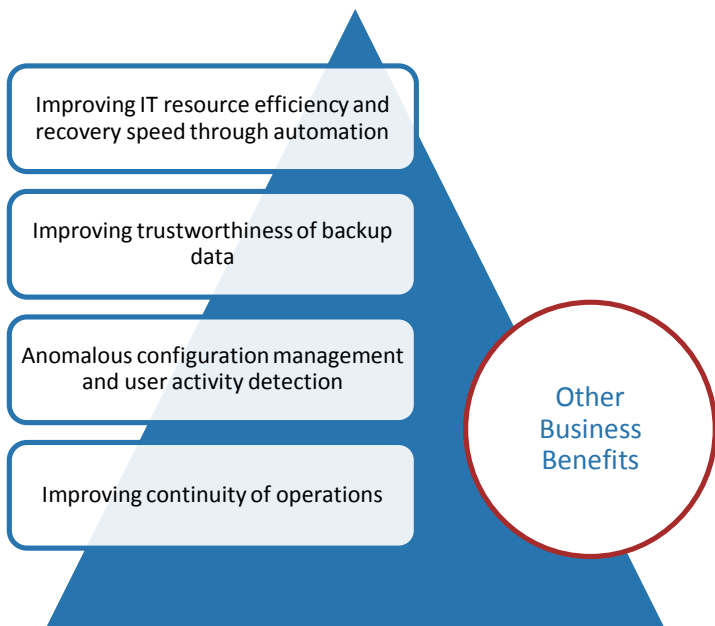 Improving IT resource efficiency and
recovery speed through automation
Improving trustworthiness of backup
data
Anomalous configuration management
and user activity detection
Improving continuity of operations
Other
Business
Benefits